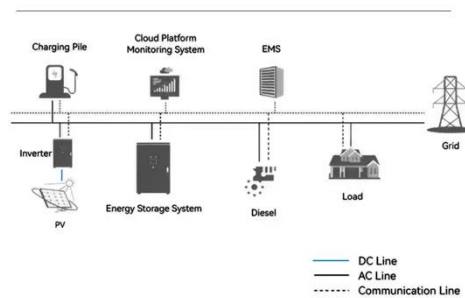 Charging Pile
Cloud Platform
Monitoring System
EMS
Grid
Inverter
PV
Energy Storage System
Diesel
Load
DC Line
AC Line
Communication Line